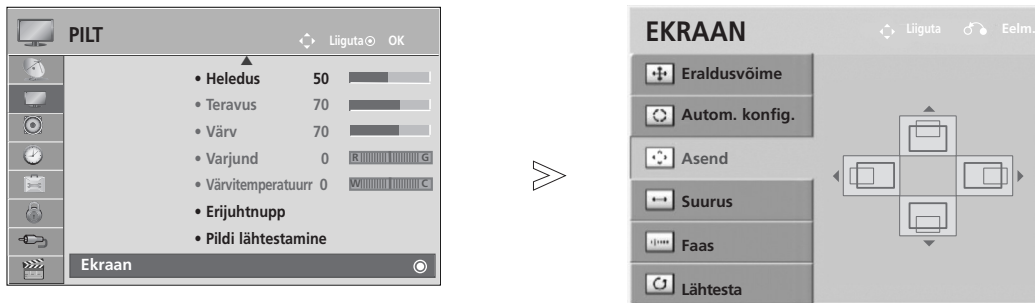 PILT
Liiguta OK
• Heledus 50
• Teravus 70
• Värv 70
• Varjund 0 R G
• Värvitemperatuurr 0 W C
• Erijuhtnupp
• Pildi lähtestamine
Ekraan
EKRAAN
Liiguta Eelm.
Eraldusvõime
Autom. konfig.
Asend
Suurus
Faas
Lähtesta